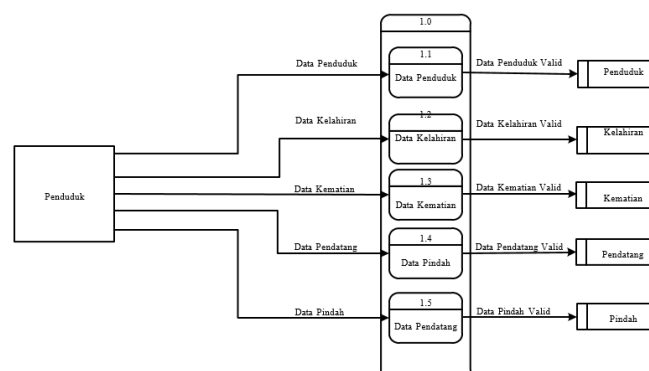 1.0
1.1
Data Penduduk
Data Penduduk
Data Penduduk Valid
Penduduk
1.2
Data Kelahiran
Data Kelahiran
Data Kelahiran Valid
Kelahiran
Penduduk
1.3
Data Kematian
Data Kematian
Data Kematian Valid
Kematian
1.4
Data Pendatang
Data Pindah
Data Pendatang Valid
Pendatang
1.5
Data Pindah
Data Pendatang
Data Pindah Valid
Pindah